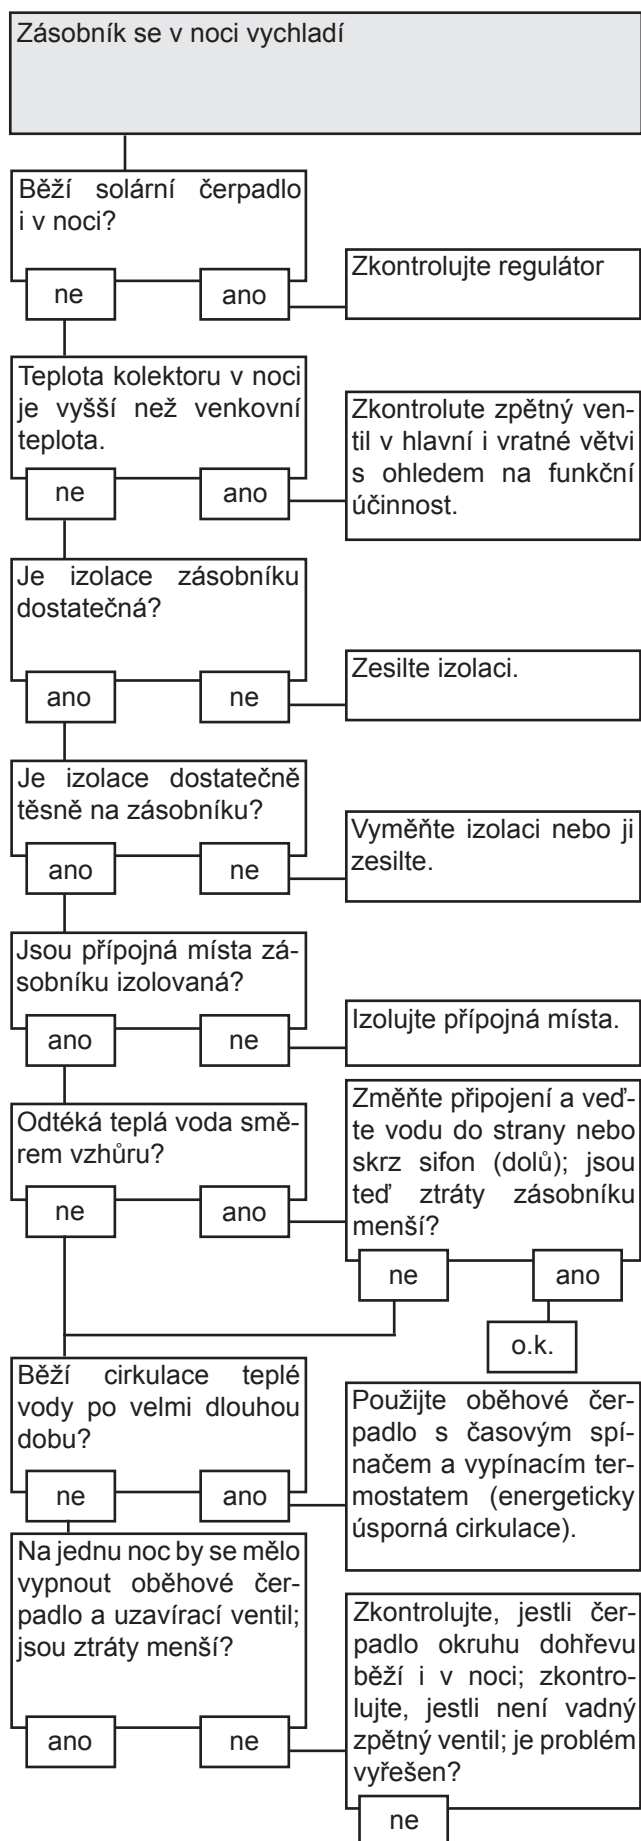 Zásobník se v noci vychladí
Běží solární čerpadlo
i v noci?
ne
ano
Zkontrolujte regulátor
Teplota kolektoru v noci
je vyšší než venkovní
teplota.
ne
ano
Zkontrolute zpětný ven-
til v hlavní i vratné větvi
s ohledem na funkční
účinnost.
Je izolace zásobníku
dostatečná?
ano
ne
Zesilte izolaci.
Je izolace dostatečně
těsně na zásobníku?
ano
ne
Vyměňte izolaci nebo ji
zesilte.
Jsou přípojná místa zá-
sobníku izolovaná?
ano
ne
Izolujte přípojná místa.
Odtéká teplá voda smě-
rem vzhůru?
ne
ano
Změňte připojení a veď-
te vodu do strany nebo
skrz sifon (dolů); jsou
teď ztráty zásobníku
menší?
ne
ano
o.k.
Běží cirkulace teplé
vody po velmi dlouhou
dobu?
ne
ano
Použijte oběhové čer-
padlo s časovým spí-
načem a vypínacím ter-
mostatem (energeticky
úsporná cirkulace).
Na jednu noc by se mělo
vypnout oběhové čer-
padlo a uzavírací ventil;
jsou ztráty menší?
ano
ne
Zkontrolujte, jestli čer-
padlo okruhu dohřevu
běží i v noci; zkontro-
lujte, jestli není vadný
zpětný ventil; je problém
vyřešen?
ne